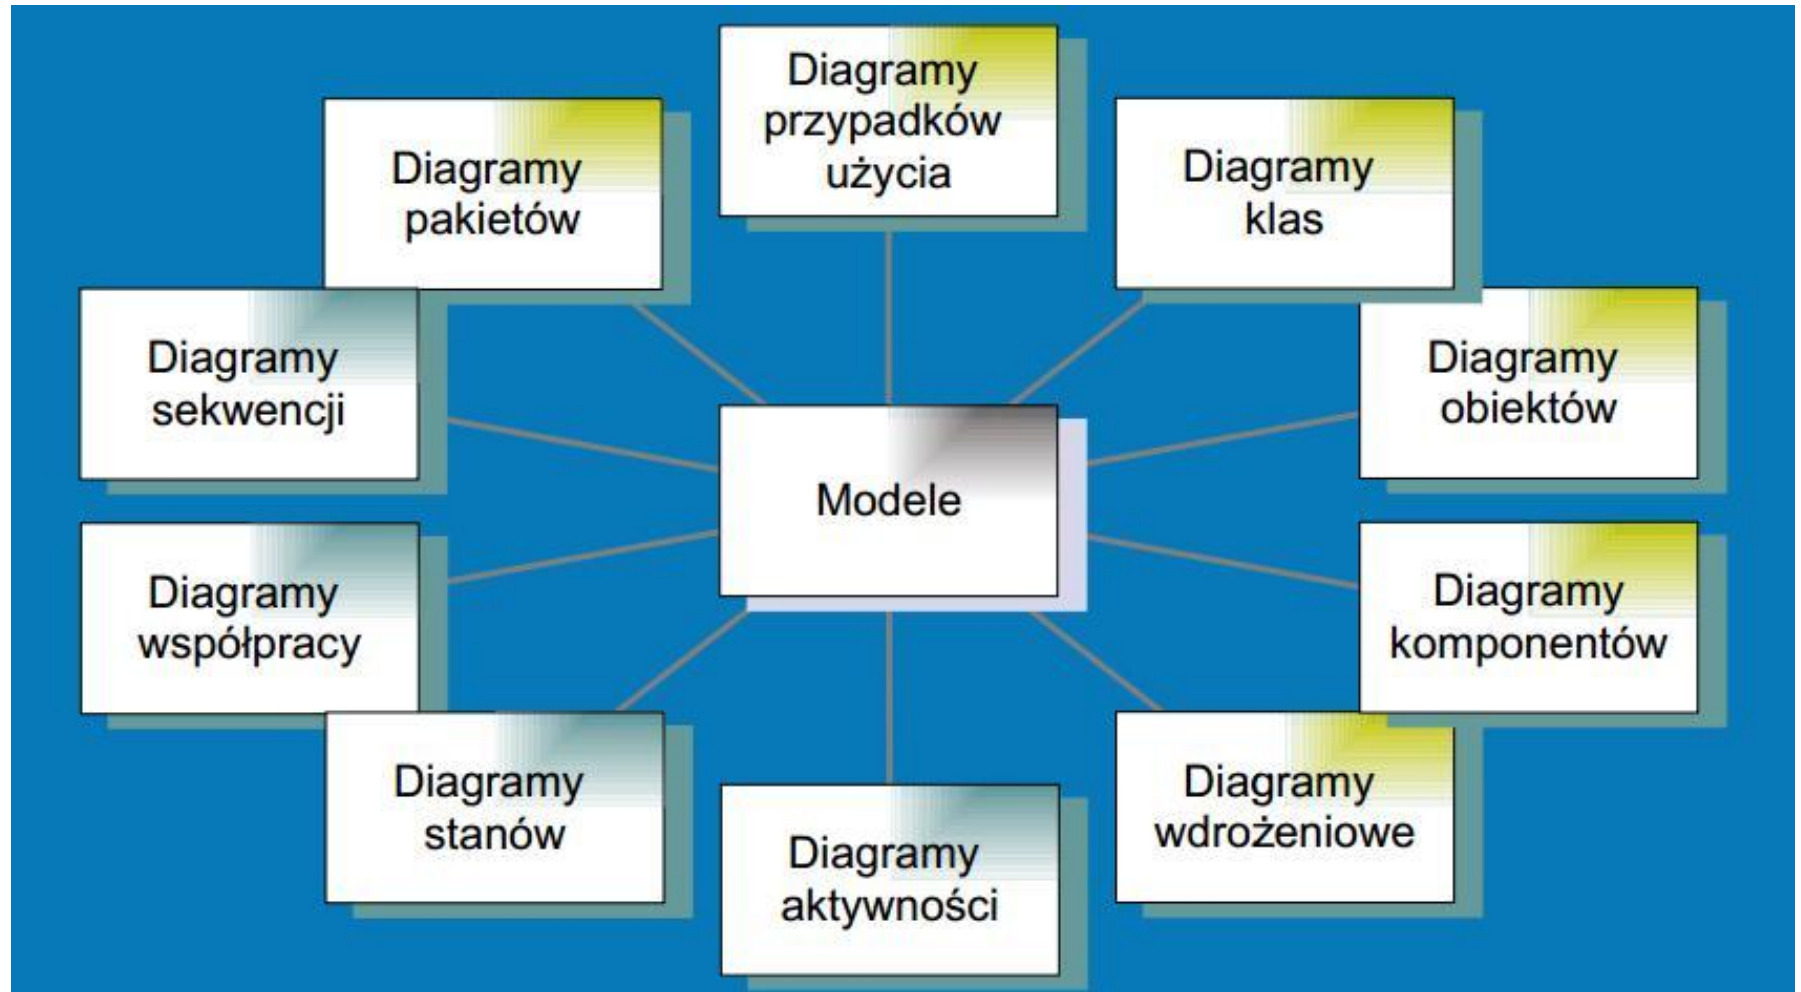 Diagramy
przypadków
użycia
Diagramy
pakietów
Diagramy
klas
Diagramy
sekwencji
Diagramy
obiektów
Modele
Diagramy
współpracy
Diagramy
komponentów
Diagramy
stanów
Diagramy
wdrożeniowe
Diagramy
aktywności